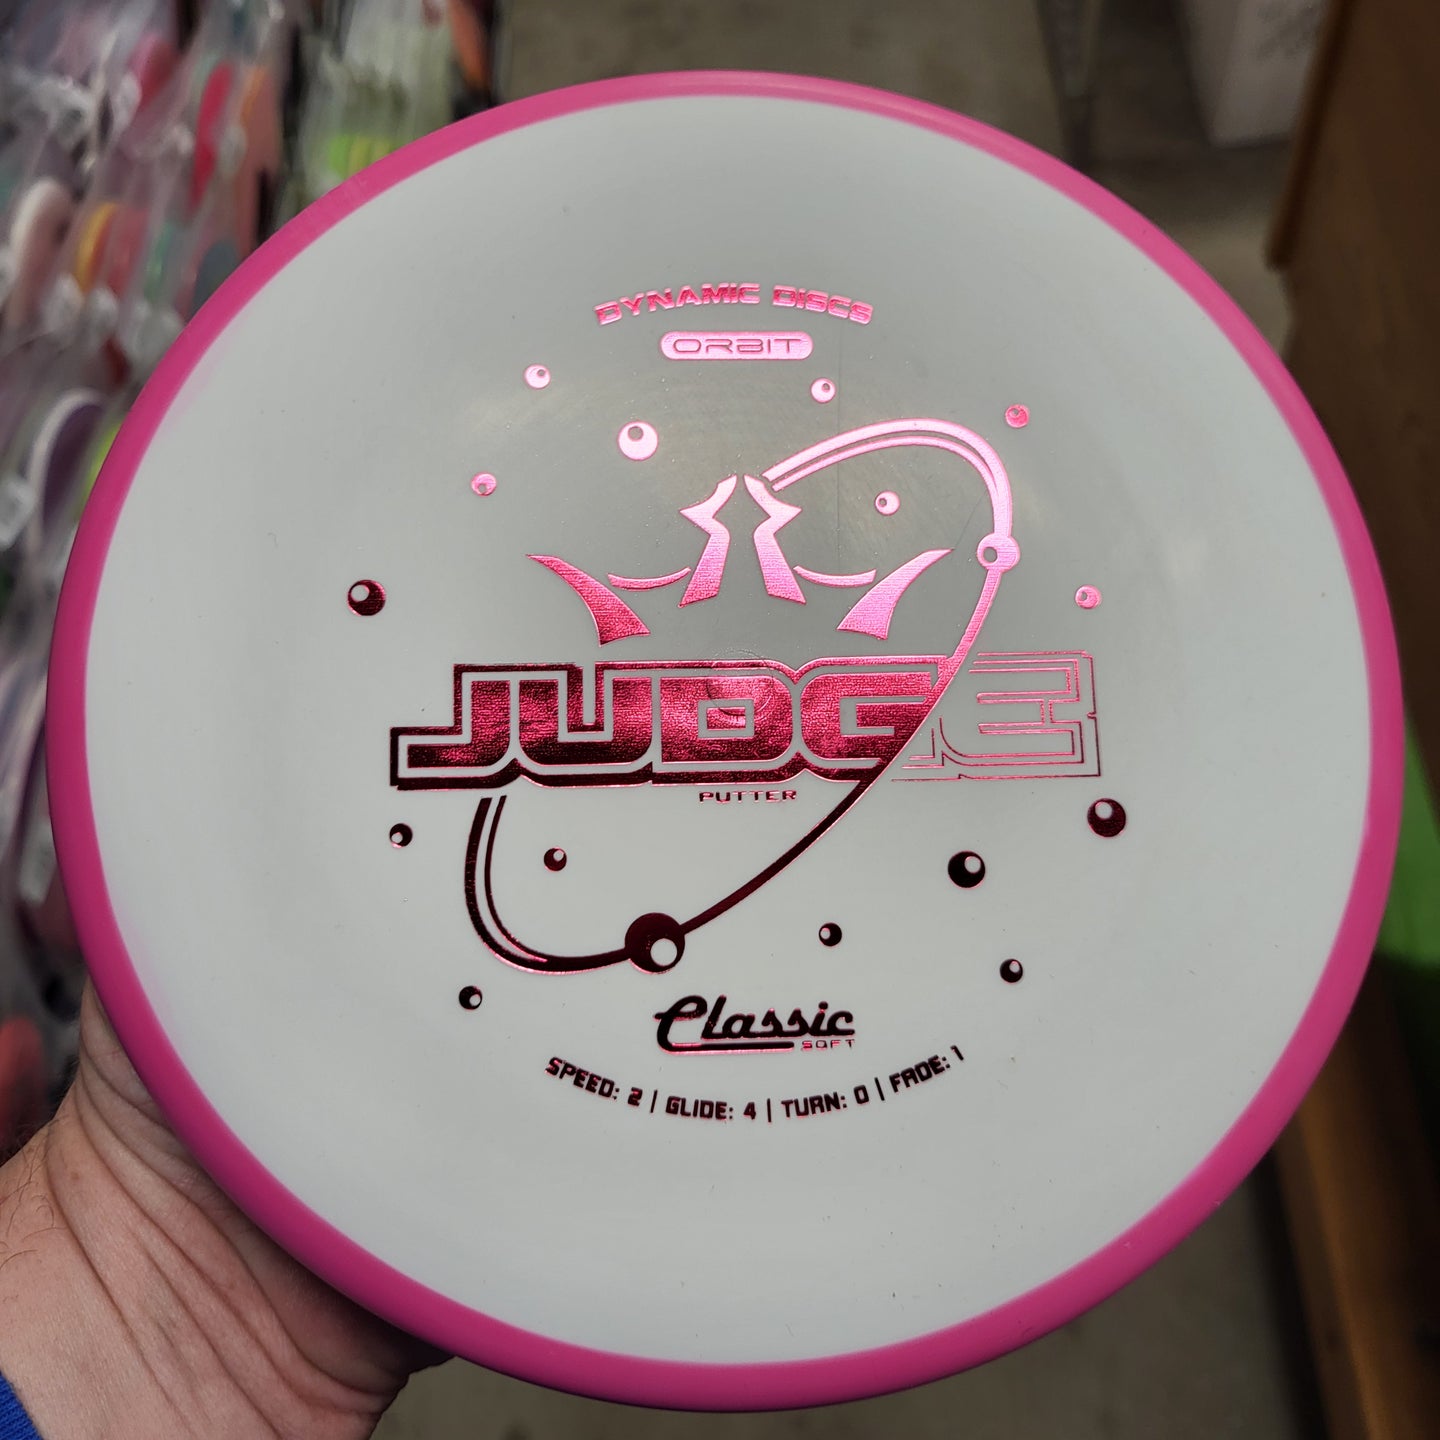 DYNAMIC DISCS
ORBIT
JUDGE
PUTTER
Classic
SOFT
SPEED: 2 | GLIDE: 4 | TURN: 0 | FADE: 1